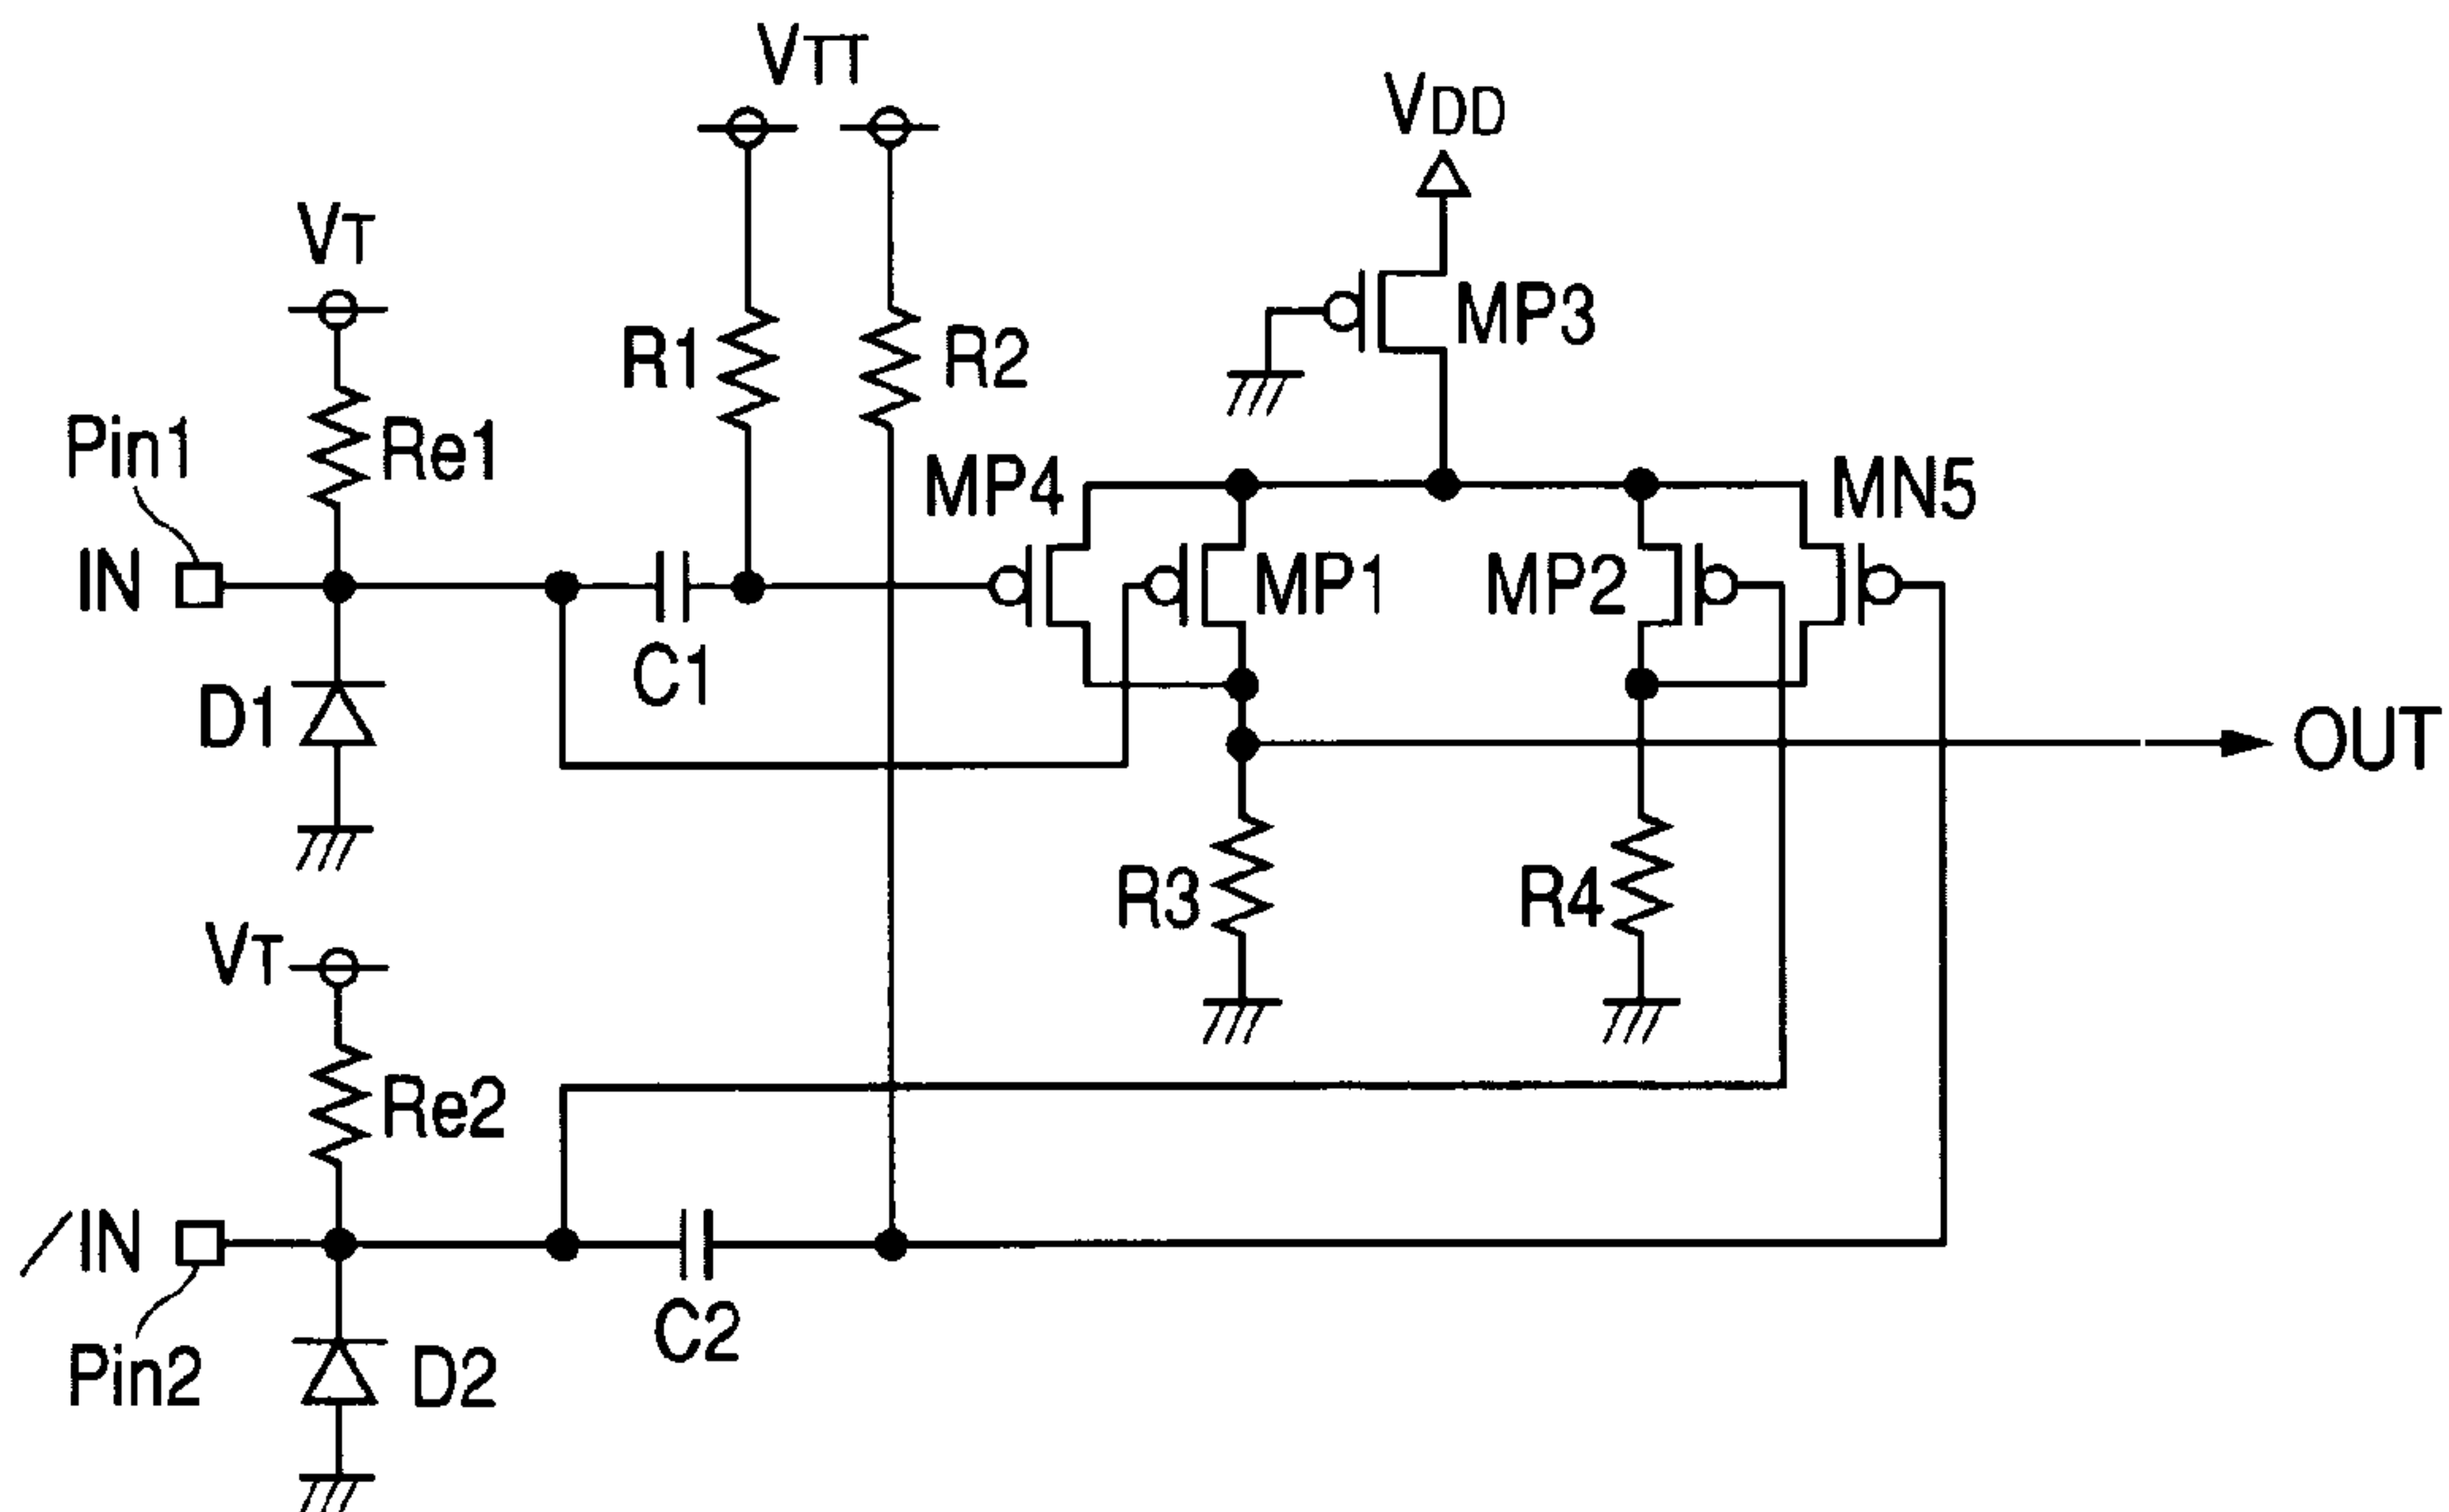 VTT
VDD
VT
MP3
R1
R2
Pin1
Re1
MP4
MN5
IN
MP1
MP2
C1
D1
OUT
R3
R4
VT
Re2
/IN
C2
Pin2
D2